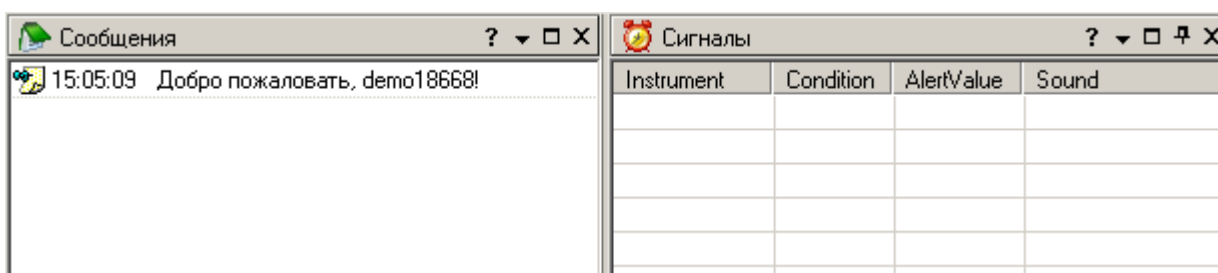 Сообщения ?
15:05:09 Добро пожаловать, demo18668!
Сигналы ?
Instrument Condition AlertValue Sound